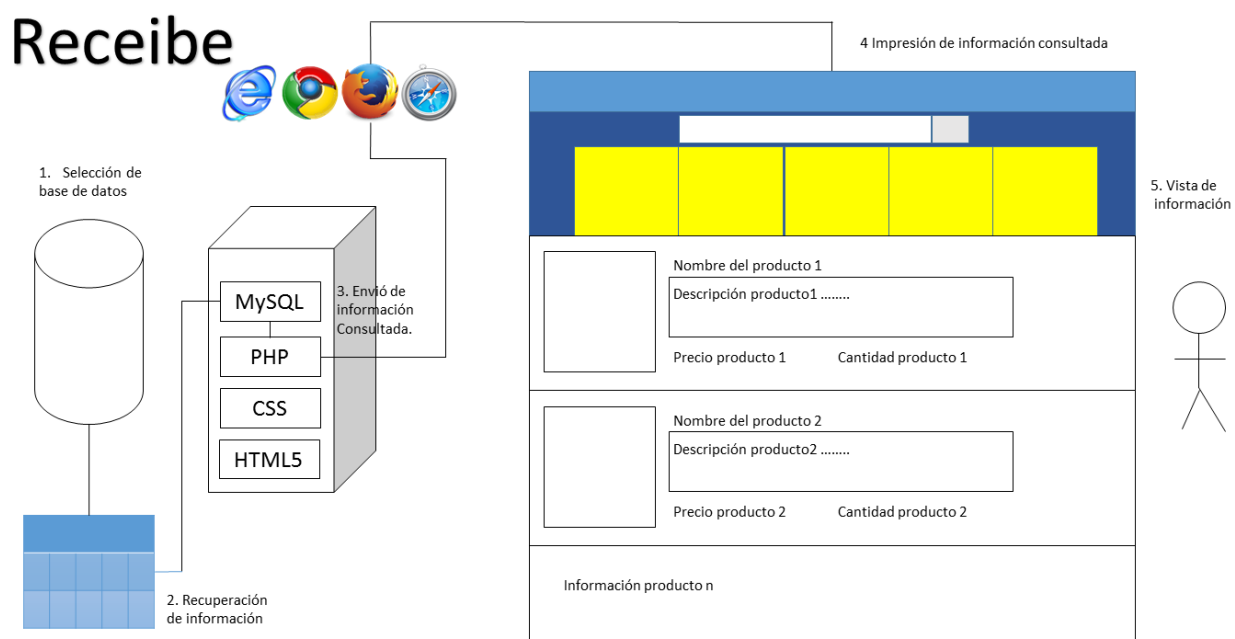 Receibe
4 Impresión de información consultada
1. Selección de
base de datos
5. Vista de
información
MySQL
PHP
CSS
HTML5
3. Envió de
información
Consultada.
2. Recuperación
de información
Nombre del producto 1
Descripción producto1 ........
Precio producto 1 Cantidad producto 1
Nombre del producto 2
Descripción producto2 ........
Precio producto 2 Cantidad producto 2
Información producto n